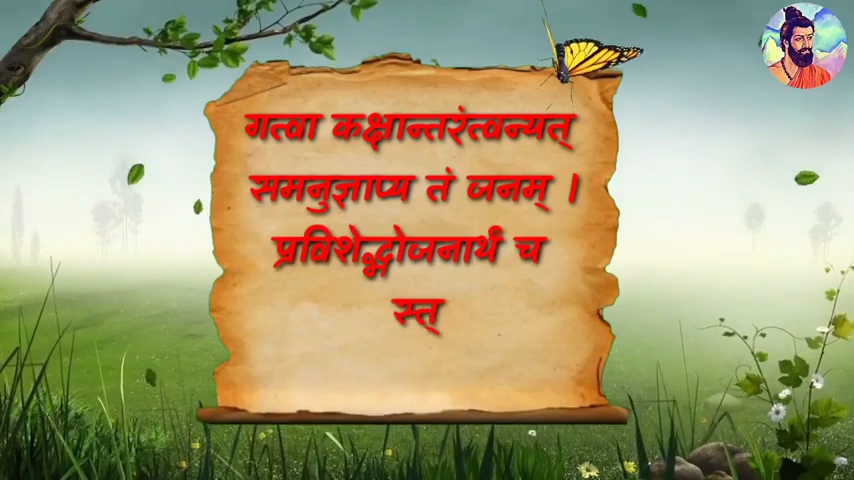 गत्वा कक्षान्तरंत्वन्यत्
समनुज्ञाप्य तं जनम् ।
प्रविशेद्भोजनार्थं च
स्त्